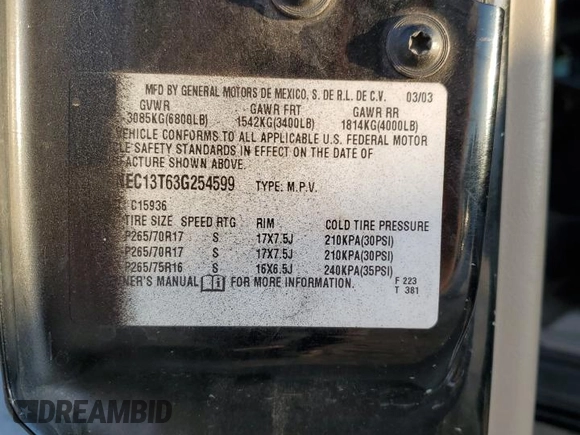 MFD BY GENERAL MOTORS DE MEXICO, S. DE R.L. DE C.V. 03/03
GVWR GAWR FRT GAWR RR
3085KG(6800LB) 1542KG(3400LB) 1814KG(4000LB)
VEHICLE CONFORMS TO ALL APPLICABLE U.S. FEDERAL MOTOR
LE SAFETY STANDARDS IN EFFECT ON THE DATE OF
FACTURE SHOWN ABOVE.
EC13T63G254599 TYPE: M.P.V.
C15936
TIRE SIZE SPEED RTG RIM COLD TIRE PRESSURE
P265/70R17 S 17X7.5J 210KPA(30PSI)
P265/70R17 S 17X7.5J 210KPA(30PSI)
P265/75R16 S 16X6.5J 240KPA(35PSI)
NER'S MANUAL FOR MORE INFORMATION.
F 223
T 381
DREAMBID